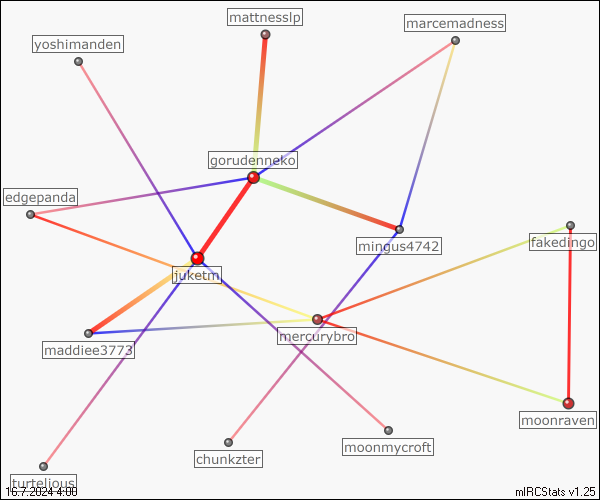 mattnesslp
marcemadness
yoshimanden
gorudenneko
edgepanda
mingus4742
fakedingo
juketm
mercurybro
maddiee3773
moonraven
moonmycroft
chunkzter
turtelious
16.7.2024 4:00
mIRCStats v1.25